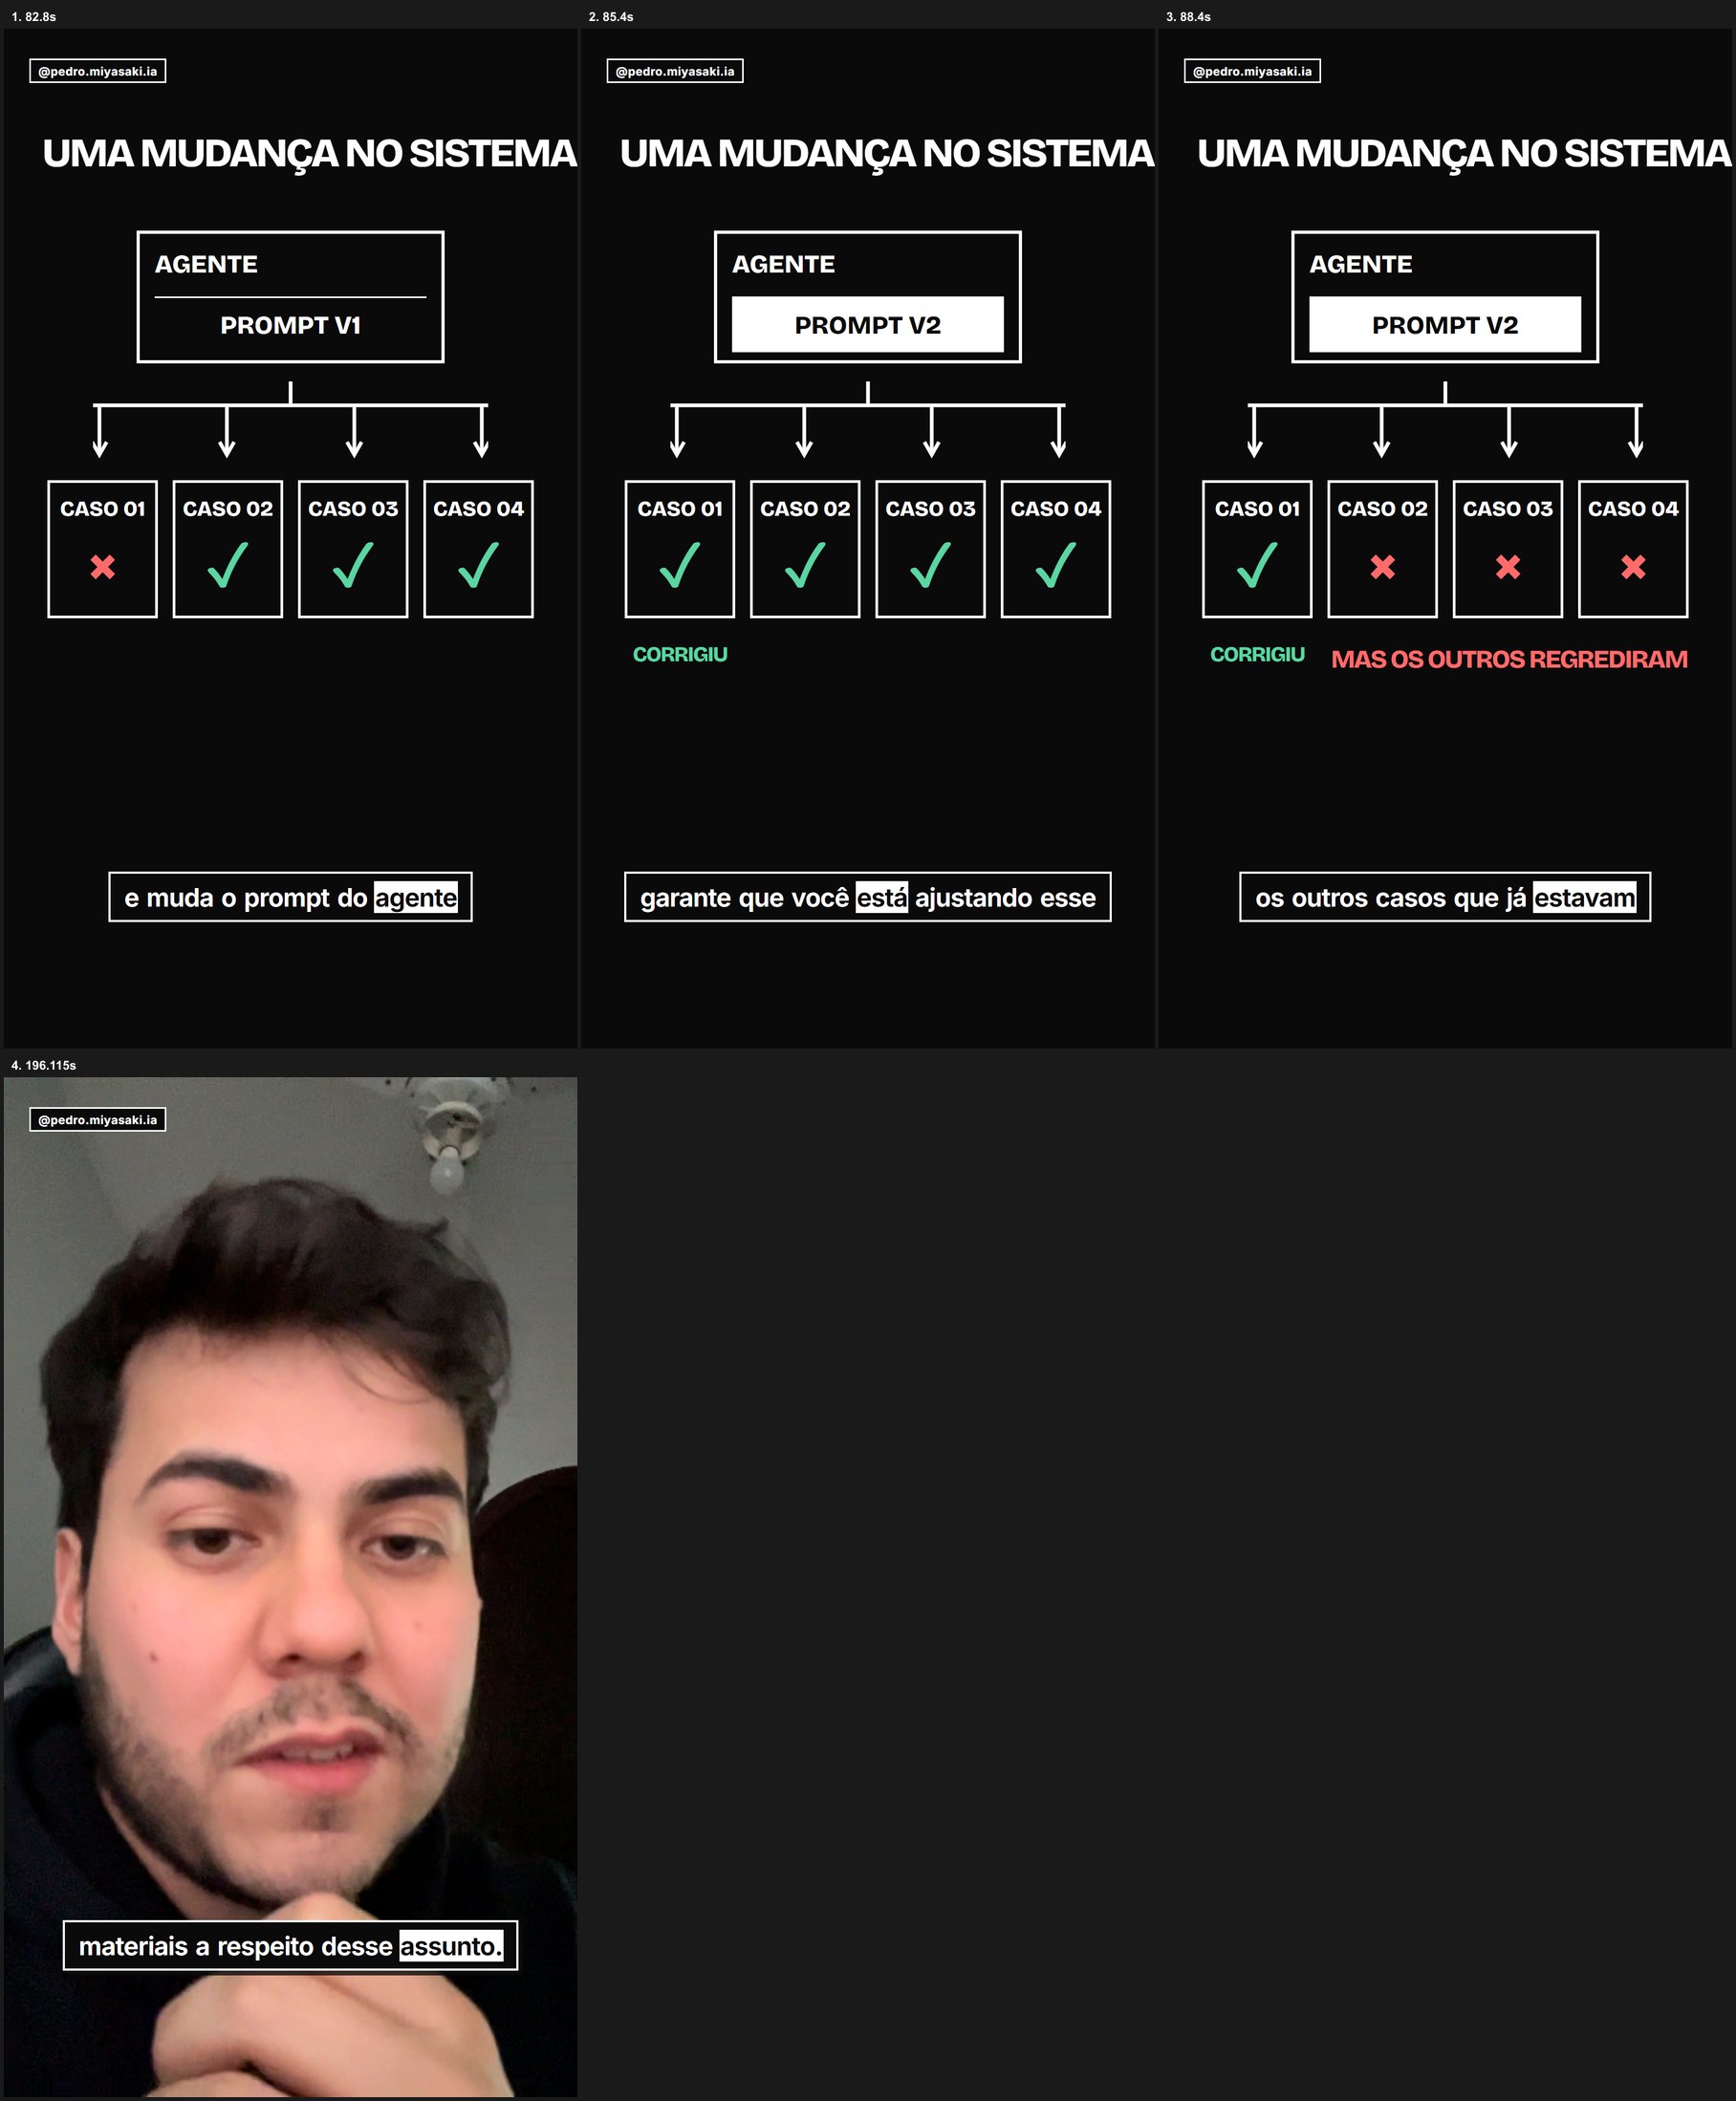 1. 82.8s
@pedro.miyasaki.ia
UMA MUDANÇA NO SISTEMA
AGENTE
PROMPT V1
CASO 01
CASO 02
CASO 03
CASO 04
e muda o prompt do agente
2. 85.4s
@pedro.miyasaki.ia
UMA MUDANÇA NO SISTEMA
AGENTE
PROMPT V2
CASO 01
CASO 02
CASO 03
CASO 04
CORRIGIU
garante que você está ajustando esse
3. 88.4s
@pedro.miyasaki.ia
UMA MUDANÇA NO SISTEMA
AGENTE
PROMPT V2
CASO 01
CASO 02
CASO 03
CASO 04
CORRIGIU
MAS OS OUTROS REGREDIRAM
os outros casos que já estavam
4. 196.115s
@pedro.miyasaki.ia
materiais a respeito desse assunto.